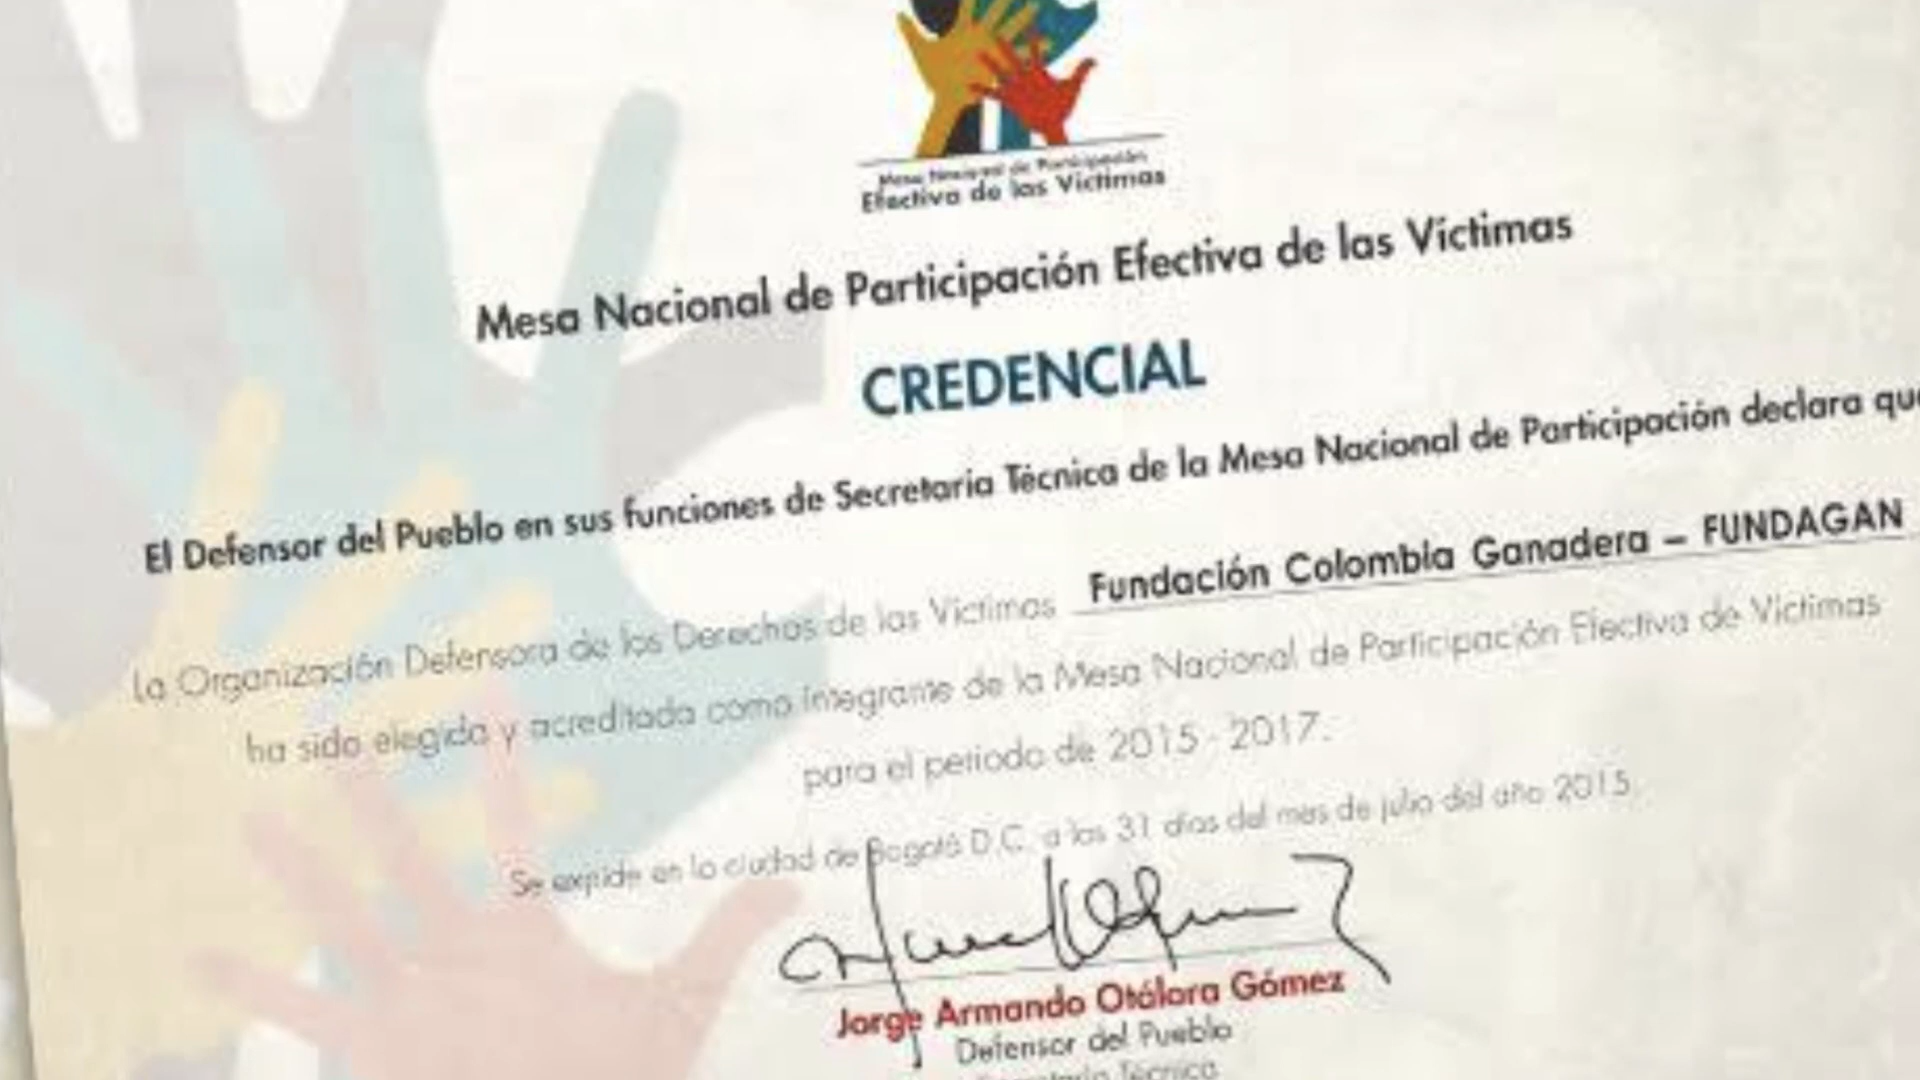 Mesa Nacional de Participación
Efectiva de las Víctimas
Mesa Nacional de Participación Efectiva de las Víctimas
CREDENCIAL
El Defensor del Pueblo en sus funciones de Secretaría Técnica de la Mesa Nacional de Participación declara que
La Organización Defensora de los Derechos de las Víctimas Fundación Colombia Ganadera – FUNDAGAN
ha sido elegida y acreditada como integrante de la Mesa Nacional de Participación Efectiva de Víctimas
para el periodo de 2015 - 2017.
Se expide en la ciudad de Bogotá D.C. a los 31 días del mes de julio del año 2015.
Jorge Armando Otálora Gómez
Defensor del Pueblo
Técnica